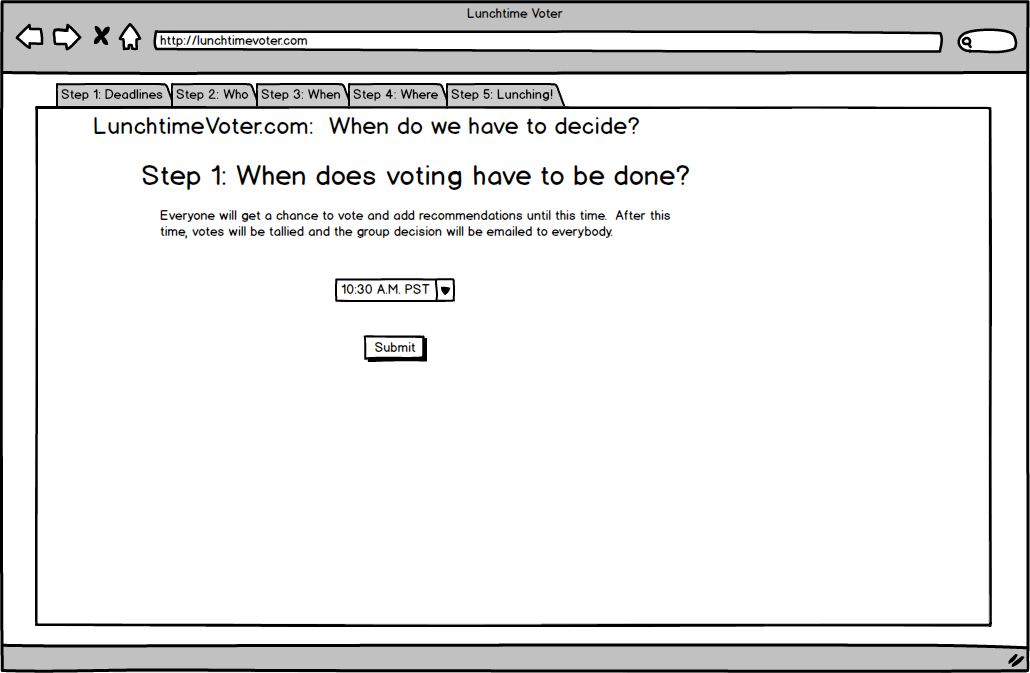 Lunchtime Voter
http://lunchtimevoter.com
Step 1: Deadlines Step 2: Who Step 3: When Step 4: Where Step 5: Lunching!
LunchtimeVoter.com: When do we have to decide?
Step 1: When does voting have to be done?
Everyone will get a chance to vote and add recommendations until this time. After this
time, votes will be tallied and the group decision will be emailed to everybody.
10:30 A.M. PST
Submit